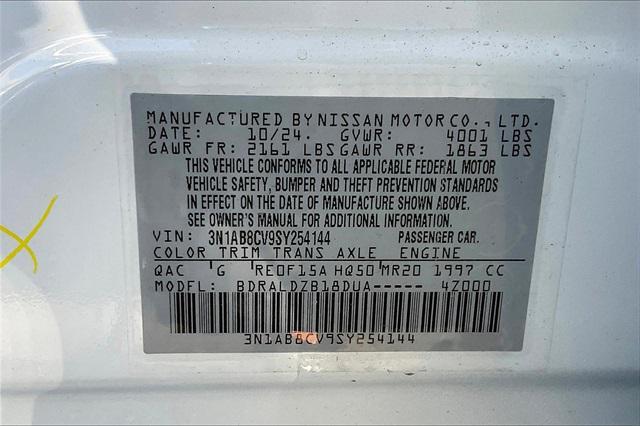 MANUFACTURED BY NISSAN MOTOR CO., LTD.
DATE: 10/24. GVWR: 4001 LBS
GAWR FR: 2161 LBS GAWR RR: 1863 LBS
THIS VEHICLE CONFORMS TO ALL APPLICABLE FEDERAL MOTOR
VEHICLE SAFETY, BUMPER AND THEFT PREVENTION STANDARDS
IN EFFECT ON THE DATE OF MANUFACTURE SHOWN ABOVE.
SEE OWNER'S MANUAL FOR ADDITIONAL INFORMATION.
VIN: 3N1AB8CV9SY254144 PASSENGER CAR.
COLOR TRIM TRANS AXLE ENGINE
QAC G RE0F15A HQ50 MR20 1997 CC
MODEL: BDRALDZB18DUA----- 4Z000
3N1AB8CV9SY254144